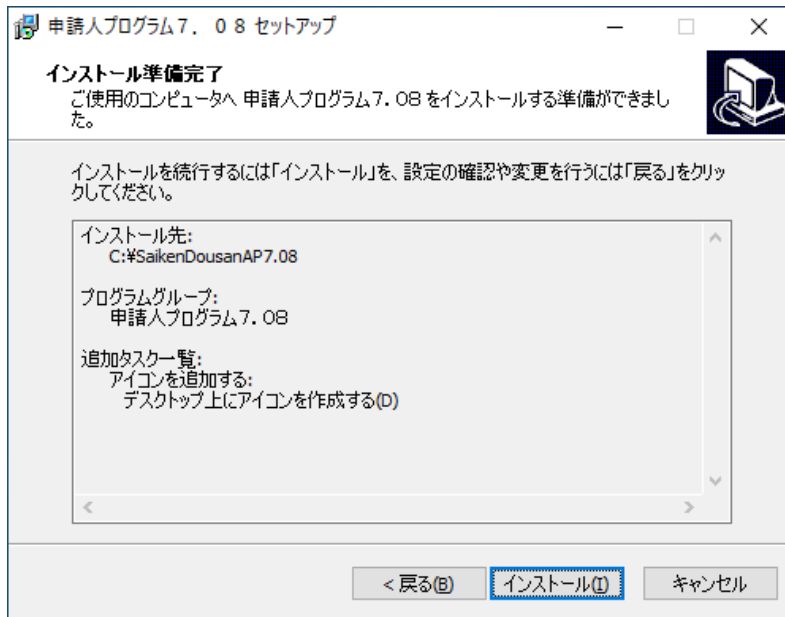 申請人プログラム７．０８ セットアップ
インストール準備完了
ご使用のコンピュータへ 申請人プログラム７．０８ をインストールする準備ができまし
た。
インストールを続行するには「インストール」を、設定の確認や変更を行うには「戻る」をクリッ
クしてください。
インストール先:
C:¥SaikenDousanAP7.08
プログラムグループ:
申請人プログラム７．０８
追加タスク一覧:
アイコンを追加する:
デスクトップ上にアイコンを作成する(D)
< 戻る(B)
インストール(I)
キャンセル